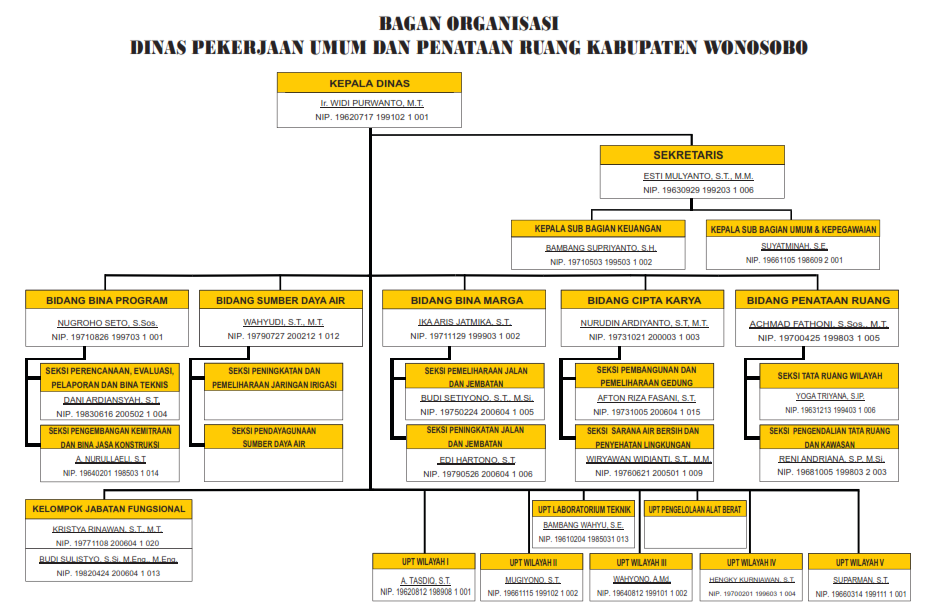 BAGAN ORGANISASI
DINAS PEKERJAAN UMUM DAN PENATAAN RUANG KABUPATEN WONOSOBO
KEPALA DINAS
Ir. WIDI PURWANTO, M.T.
NIP. 19620717 199102 1 001
SEKRETARIS
ESTI MULYANTO, S.T., M.M.
NIP. 19630929 199203 1 006
KEPALA SUB BAGIAN KEUANGAN
BAMBANG SUPRIYANTO, S.H.
NIP. 19710503 199503 1 002
KEPALA SUB BAGIAN UMUM & KEPEGAWAIAN
SUYATMINAH, S.E.
NIP. 19661105 198609 2 001
BIDANG BINA PROGRAM
NUGROHO SETO, S.Sos.
NIP. 19710826 199703 1 001
SEKSI PERENCANAAN, EVALUASI,
PELAPORAN DAN BINA TEKNIS
DANI ARDIANSYAH, S.T.
NIP. 19830616 200502 1 004
SEKSI PENGEMBANGAN KEMITRAAN
DAN BINA JASA KONSTRUKSI
A. NURULLAELI, S.T.
NIP. 19640201 198503 1 014
BIDANG SUMBER DAYA AIR
WAHYUDI, S.T., M.T.
NIP. 19790727 200212 1 012
SEKSI PENINGKATAN DAN
PEMELIHARAAN JARINGAN IRIGASI
SEKSI PENDAYAGUNAAN
SUMBER DAYA AIR
BIDANG BINA MARGA
IKA ARIS JATMIKA, S.T.
NIP. 19711129 199903 1 002
SEKSI PEMELIHARAAN JALAN
DAN JEMBATAN
BUDI SETIYONO, S.T., M.Si.
NIP. 19750224 200604 1 005
SEKSI PENINGKATAN JALAN
DAN JEMBATAN
EDI HARTONO, S.T.
NIP. 19790526 200604 1 006
BIDANG CIPTA KARYA
NURUDIN ARDIYANTO, S.T, M.T.
NIP. 19731021 200003 1 003
SEKSI PEMBANGUNAN DAN
PEMELIHARAAN GEDUNG
AFTON RIZA FASANI, S.T.
NIP. 19731005 200604 1 015
SEKSI SARANA AIR BERSIH DAN
PENYEHATAN LINGKUNGAN
WIRYAWAN WIDIANTI, S.T., M.M.
NIP. 19760621 200501 1 009
BIDANG PENATAAN RUANG
ACHMAD FATHONI, S.Sos., M.T.
NIP. 19700425 199803 1 005
SEKSI TATA RUANG WILAYAH
YOGA TRIYANA, S.IP.
NIP. 19631213 199403 1 006
SEKSI PENGENDALIAN TATA RUANG
DAN KAWASAN
RENI ANDRIANA, S,P, M.Si.
NIP. 19681005 199803 2 003
KELOMPOK JABATAN FUNGSIONAL
KRISTYA RINAWAN, S.T., M.T.
NIP. 19771108 200604 1 020
BUDI SULISTYO, S.Si, M.Eng., M.Eng.
NIP. 19820424 200604 1 013
UPT LABORATORIUM TEKNIK
BAMBANG WAHYU, S.E.
NIP. 19610204 1985031 013
UPT PENGELOLAAN ALAT BERAT
UPT WILAYAH I
A. TASDIQ, S.T.
NIP. 19620812 198908 1 001
UPT WILAYAH II
MUGIYONO, S.T.
NIP. 19661115 199102 1 002
UPT WILAYAH III
WAHYONO, A.Md.
NIP. 19640812 199101 1 002
UPT WILAYAH IV
HENGKY KURNIAWAN, S.T.
NIP. 19700201 199603 1 004
UPT WILAYAH V
SUPARMAN, S.T.
NIP. 19660314 199111 1 001